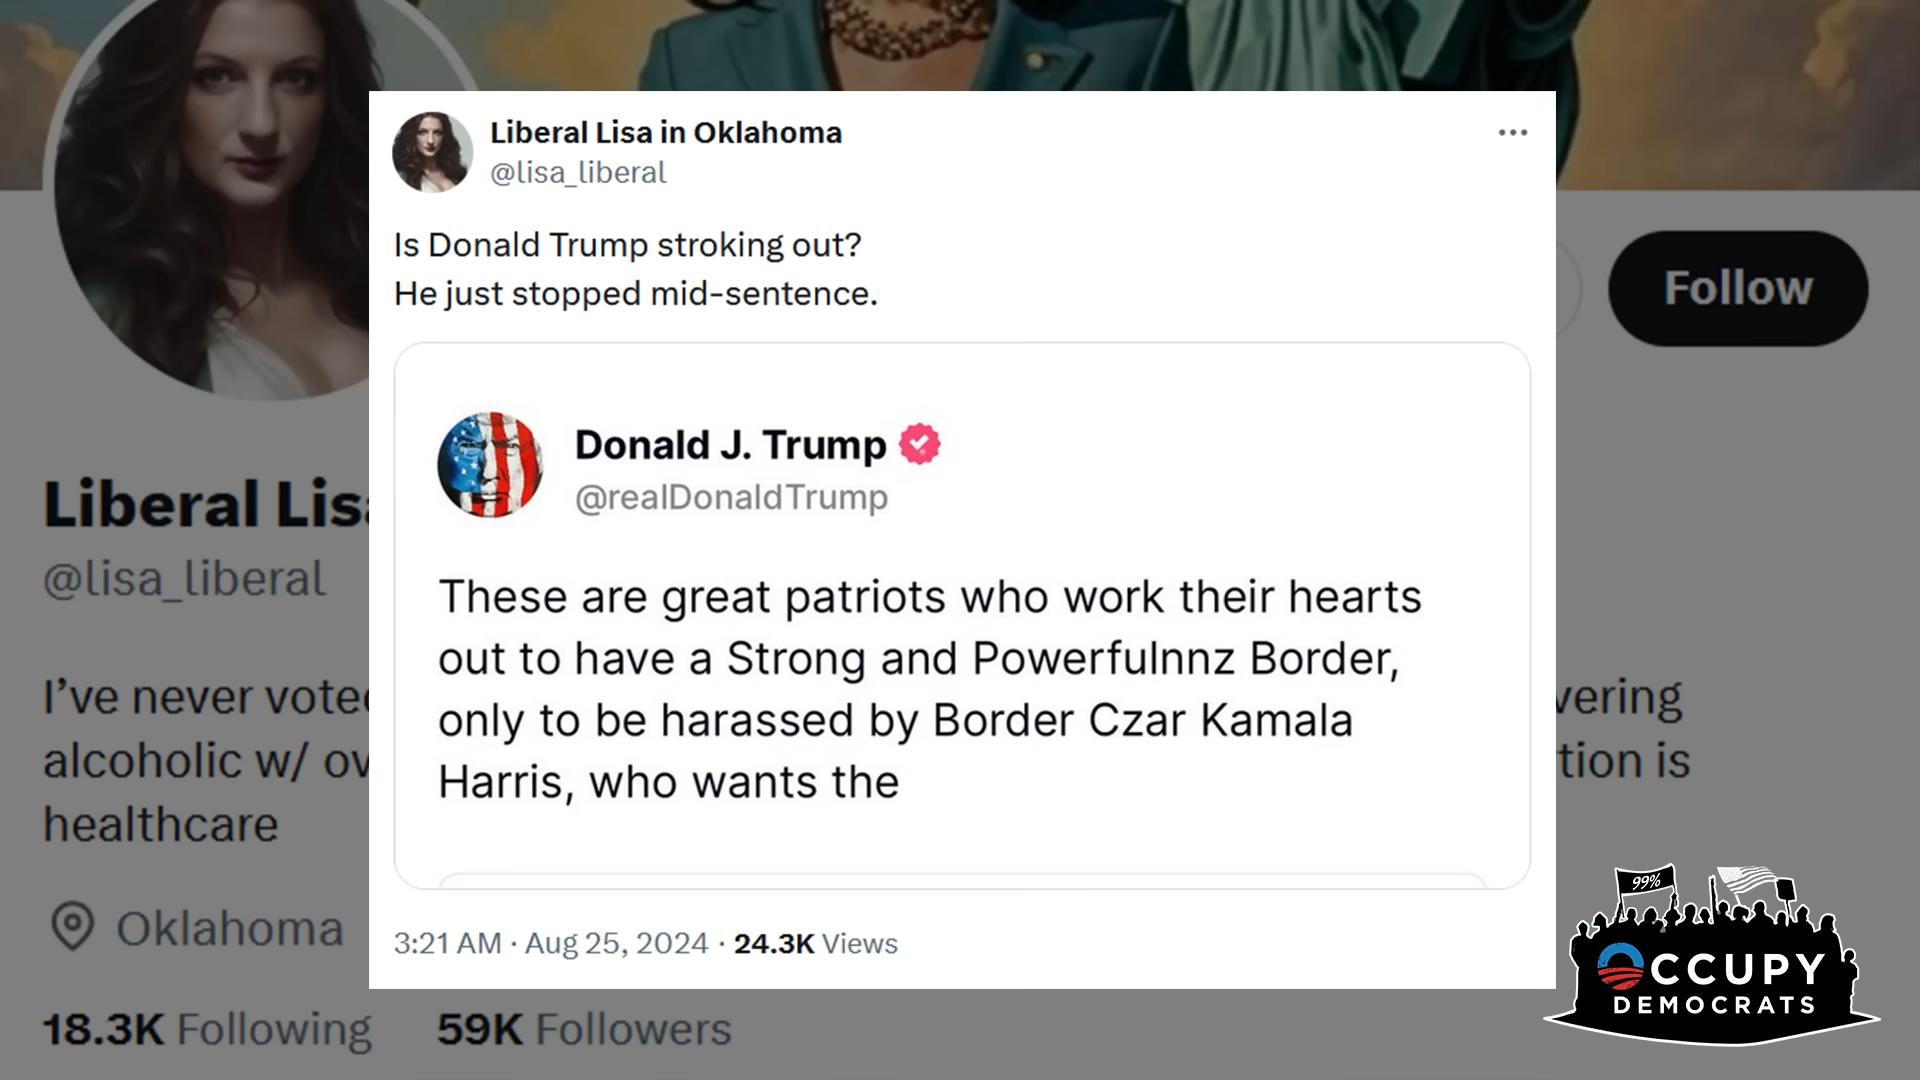 Liberal Lisa in Oklahoma
@lisa_liberal
Is Donald Trump stroking out?
He just stopped mid-sentence.
Donald J. Trump
@realDonaldTrump
These are great patriots who work their hearts
out to have a Strong and Powerfulnnz Border,
only to be harassed by Border Czar Kamala
Harris, who wants the
3:21 AM · Aug 25, 2024 · 24.3K Views
Follow
Liberal Lis
@lisa_liberal
I’ve never vote vering
alcoholic w/ ov tion is
healthcare
Oklahoma
18.3K Following 59K Followers
99%
OCCUPY
DEMOCRATS